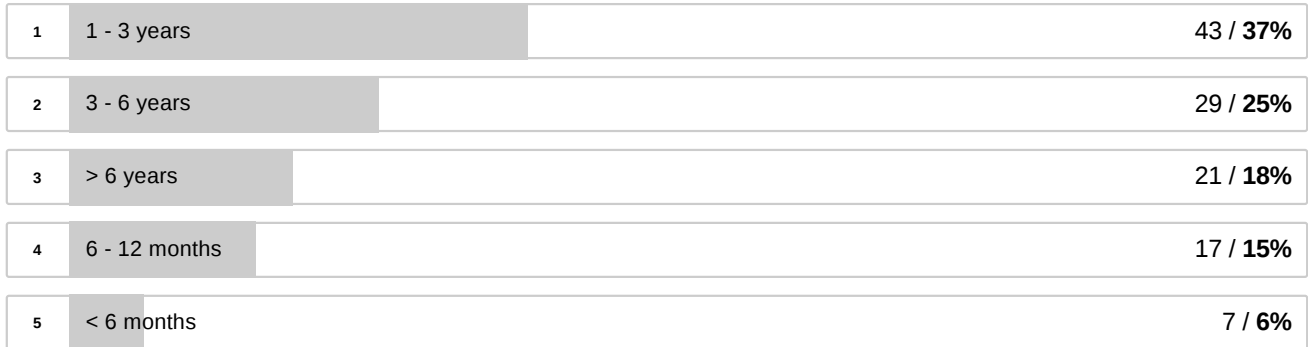 1 1 - 3 years 43 / 37%
2 3 - 6 years 29 / 25%
3 > 6 years 21 / 18%
4 6 - 12 months 17 / 15%
5 < 6 months 7 / 6%